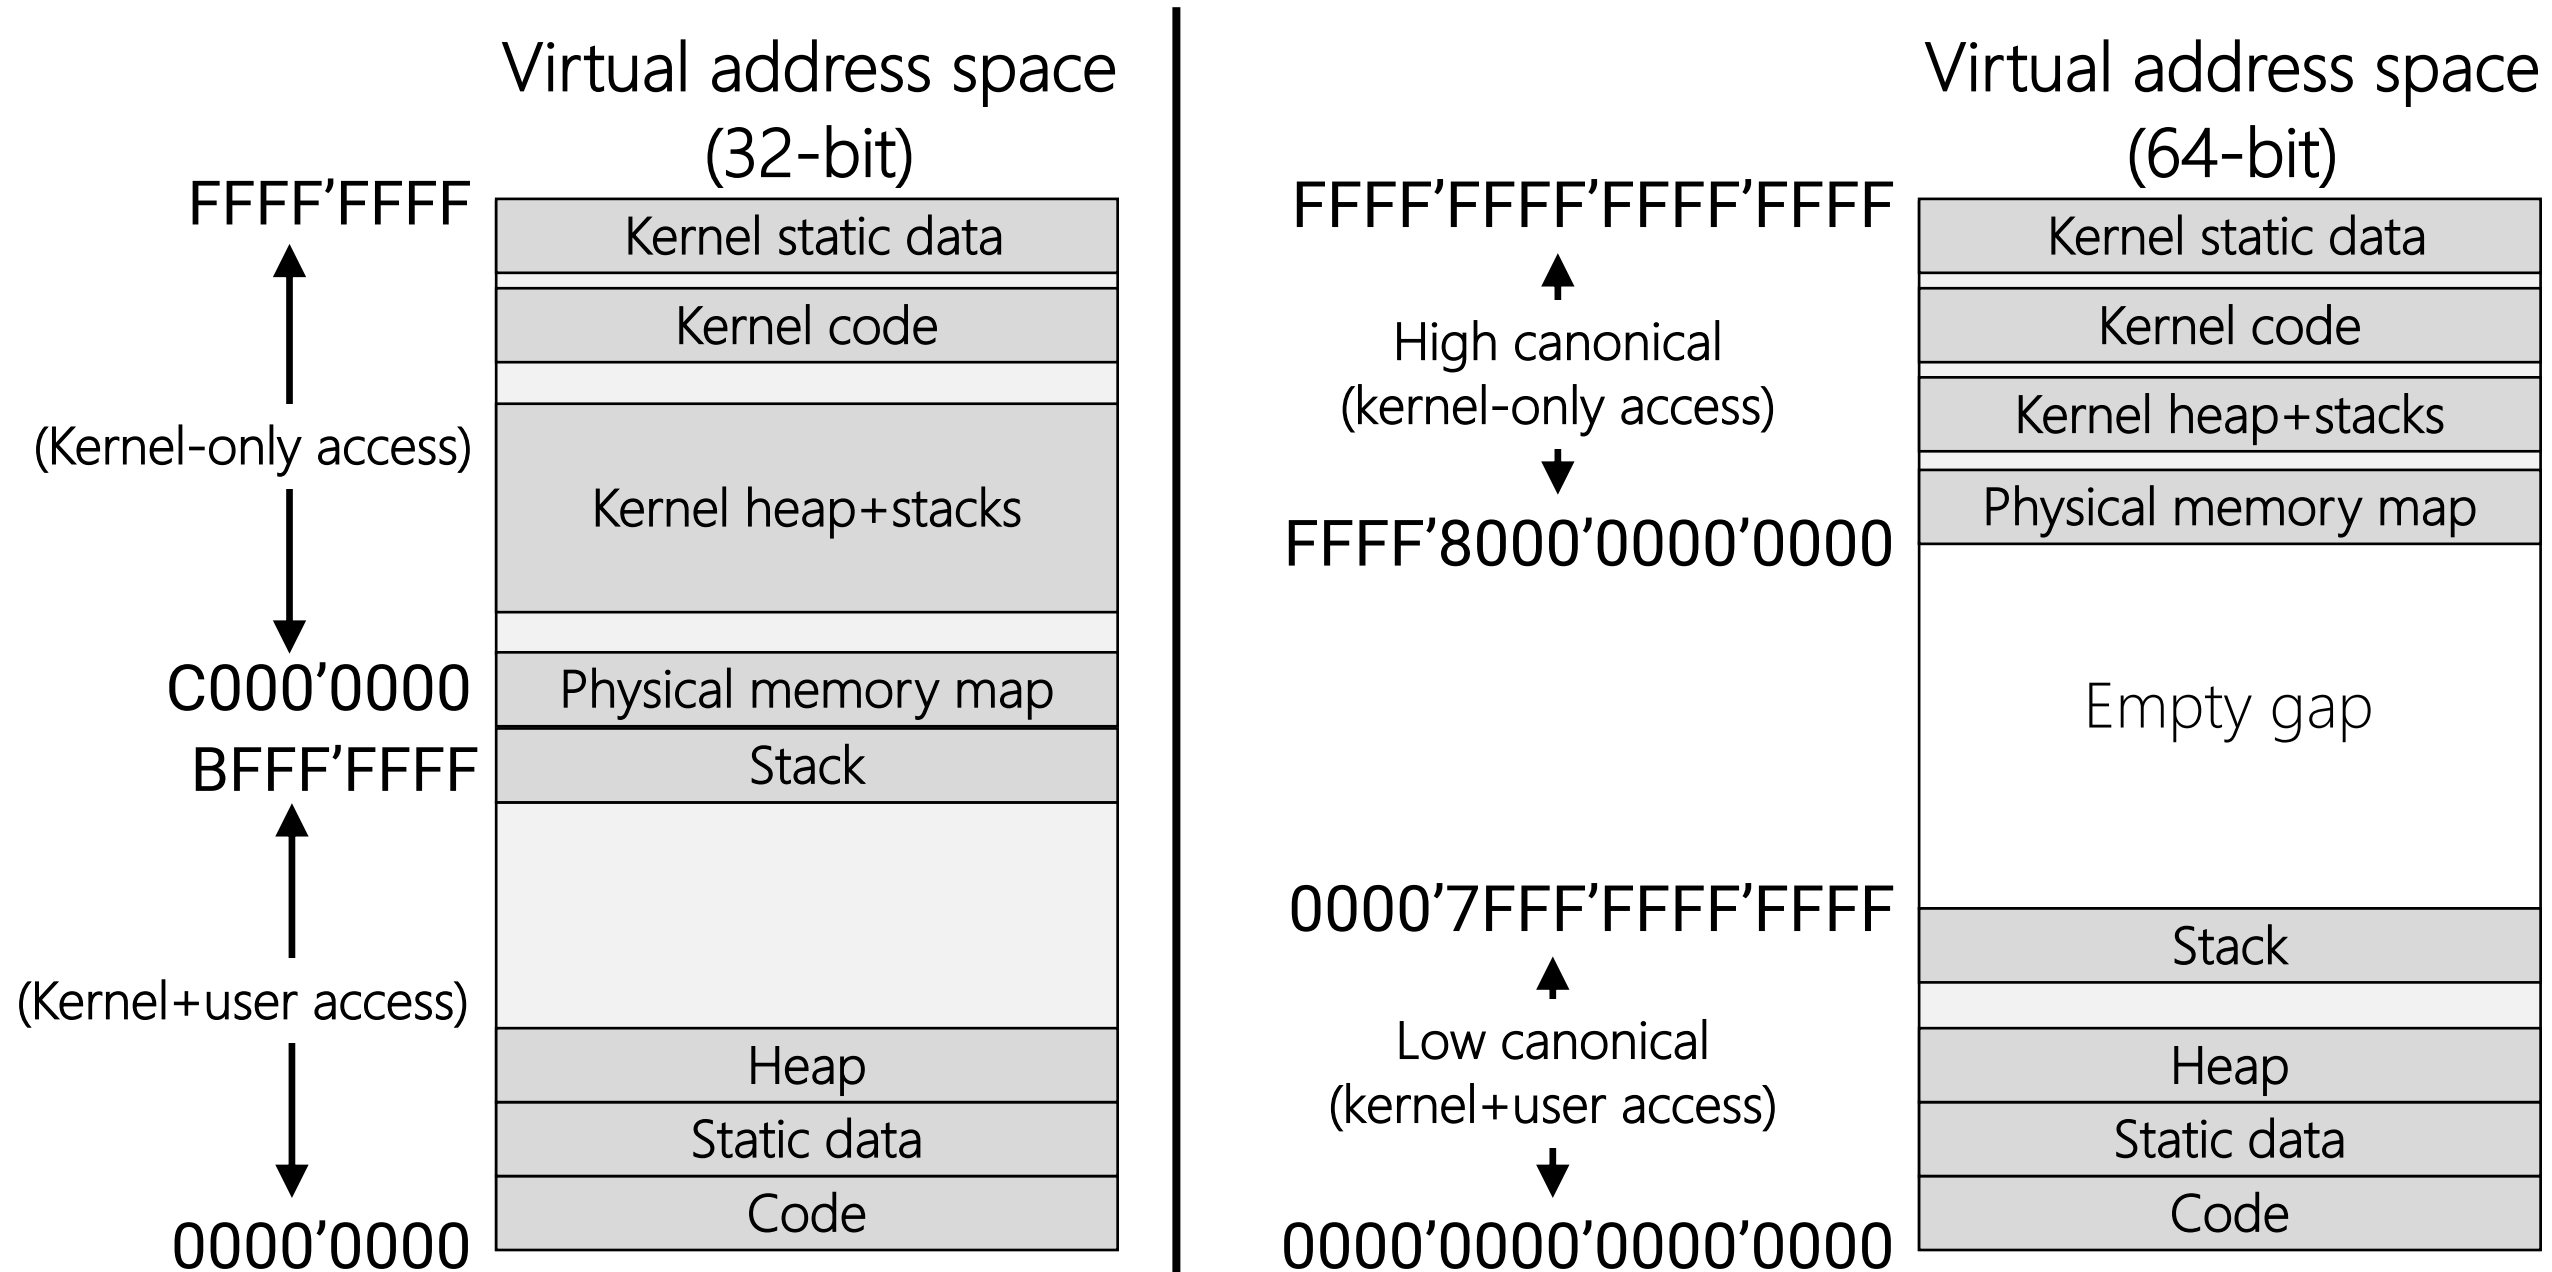 Virtual address space
(32-bit)
FFFF’FFFF
Kernel static data
Kernel code
(Kernel-only access)
Kernel heap+stacks
C000’0000
Physical memory map
BFFF’FFFF
Stack
(Kernel+user access)
Heap
Static data
Code
0000’0000
Virtual address space
(64-bit)
FFFF’FFFF’FFFF’FFFF
Kernel static data
High canonical
Kernel code
(kernel-only access)
Kernel heap+stacks
Physical memory map
FFFF’8000’0000’0000
Empty gap
0000’7FFF’FFFF’FFFF
Stack
Low canonical
Heap
(kernel+user access)
Static data
Code
0000’0000’0000’0000